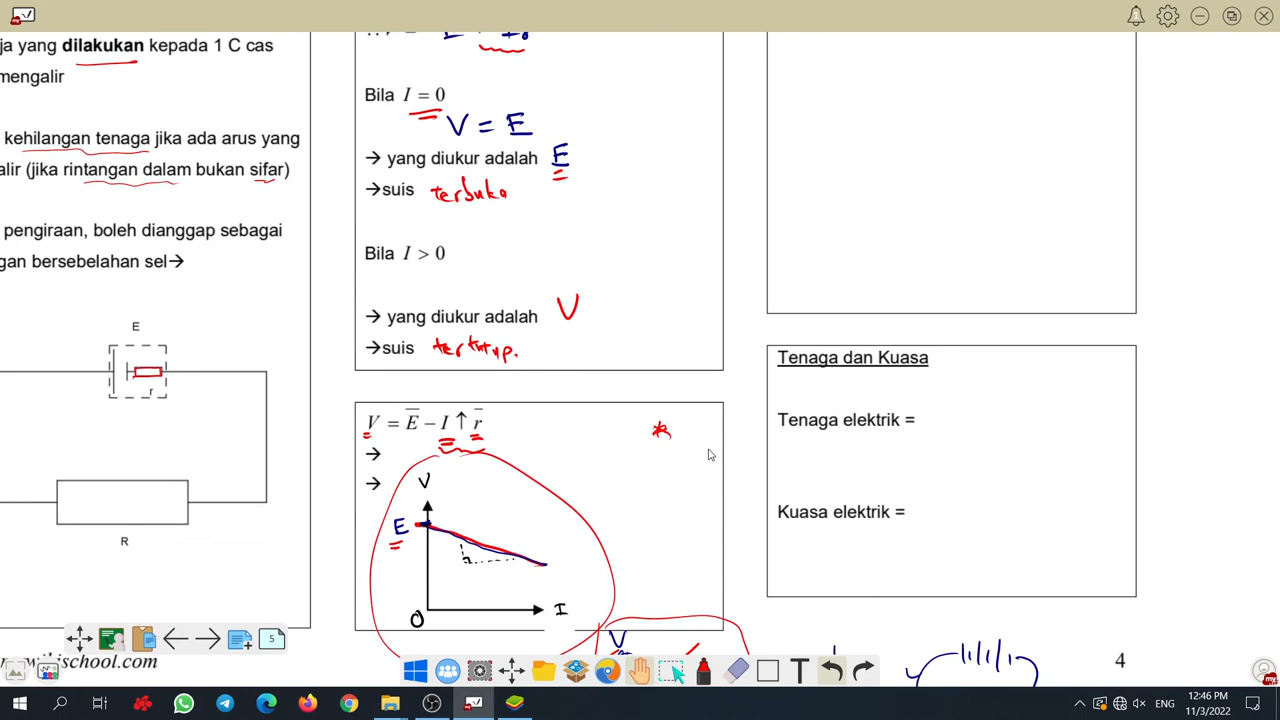 ja yang dilakukan kepada 1 C cas
mengalir
kehilangan tenaga jika ada arus yang
alir (jika rintangan dalam bukan sifar)
pengiraan, boleh dianggap sebagai
gan bersebelahan sel→
E
r
R
wikischool.com
Bila I = 0
V = E
→ yang diukur adalah E
→suis terbuka
Bila I > 0
→ yang diukur adalah V
→suis tertutup.
V = E − I ↑ r
*
→
→
V
E
O
I
V
Tenaga dan Kuasa
Tenaga elektrik =
Kuasa elektrik =
4
5
T
ENG
12:46 PM
11/3/2022